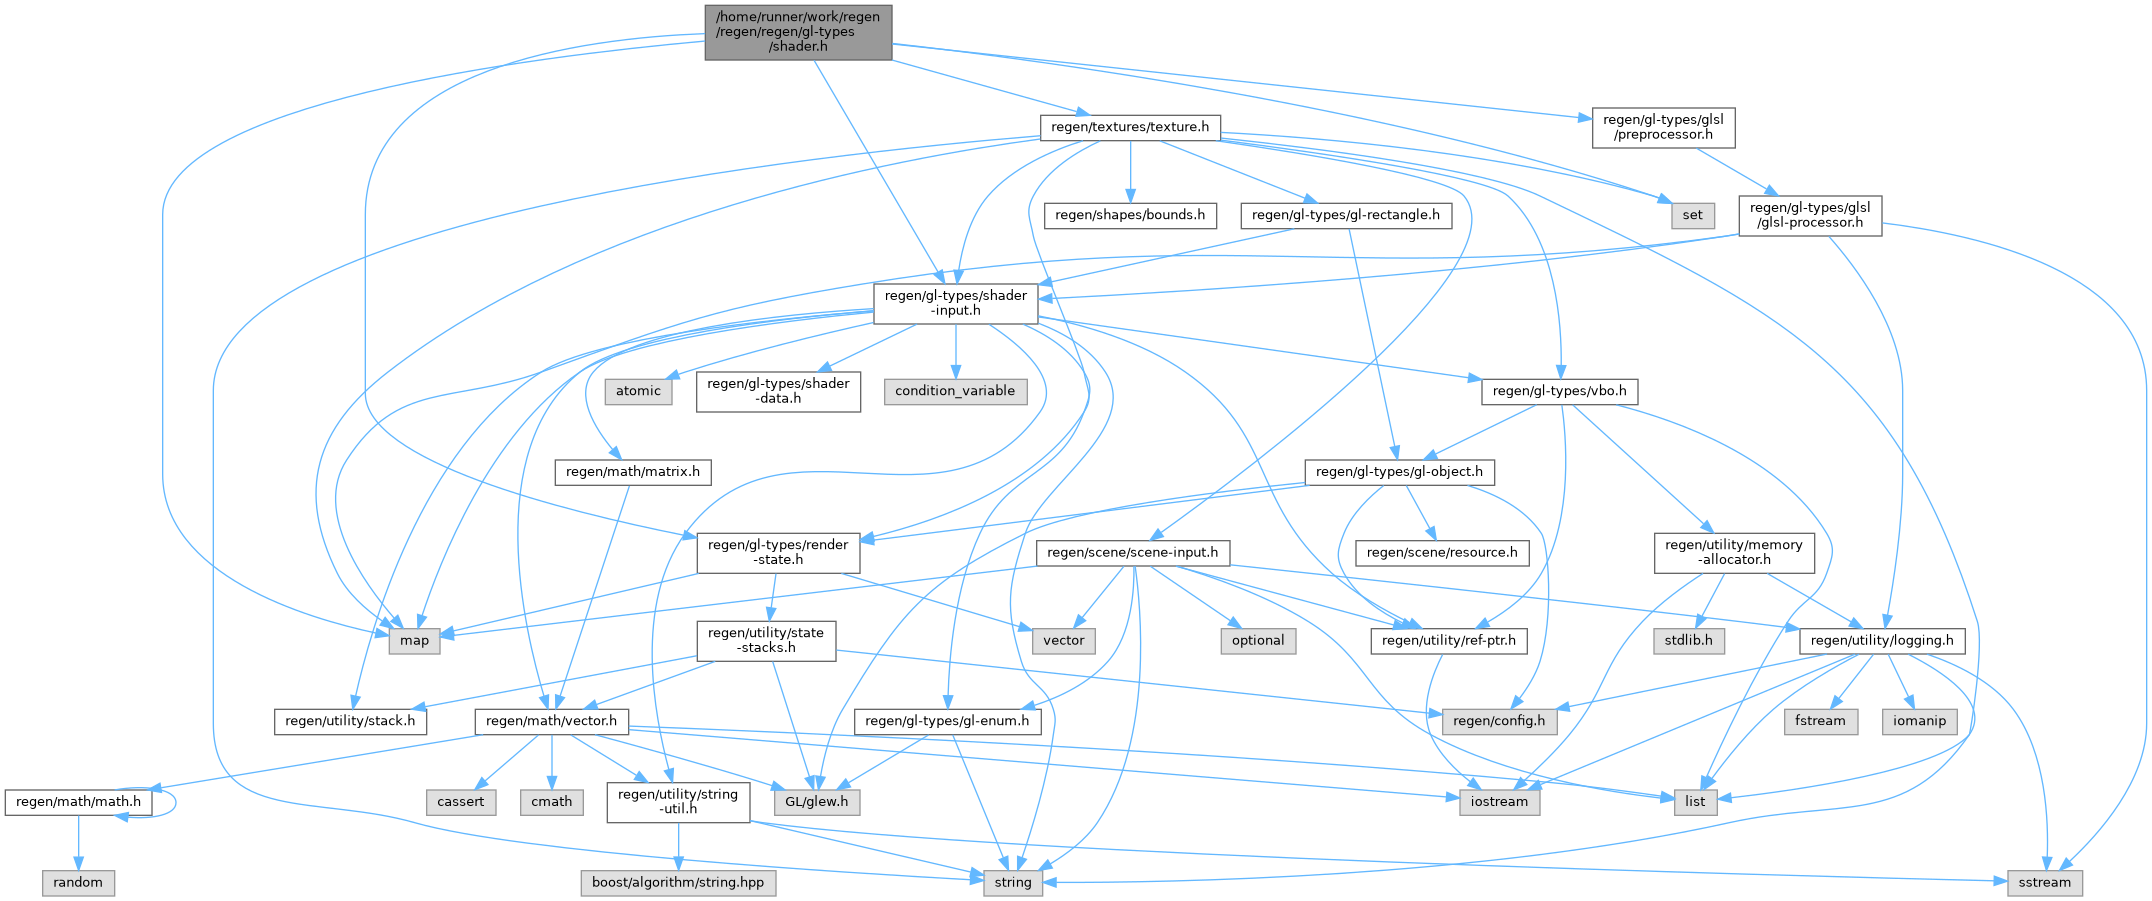 /home/runner/work/regen
/regen/regen/gl-types
/shader.h
regen/textures/texture.h
regen/gl-types/glsl
/preprocessor.h
regen/shapes/bounds.h
regen/gl-types/gl-rectangle.h
set
regen/gl-types/glsl
/glsl-processor.h
regen/gl-types/shader
-input.h
atomic
regen/gl-types/shader
-data.h
condition_variable
regen/gl-types/vbo.h
regen/math/matrix.h
regen/gl-types/gl-object.h
regen/gl-types/render
-state.h
regen/scene/scene-input.h
regen/scene/resource.h
regen/utility/memory
-allocator.h
map
regen/utility/state
-stacks.h
vector
optional
regen/utility/ref-ptr.h
stdlib.h
regen/utility/logging.h
regen/utility/stack.h
regen/math/vector.h
regen/gl-types/gl-enum.h
regen/config.h
fstream
iomanip
regen/math/math.h
cassert
cmath
regen/utility/string
-util.h
GL/glew.h
iostream
list
random
boost/algorithm/string.hpp
string
sstream